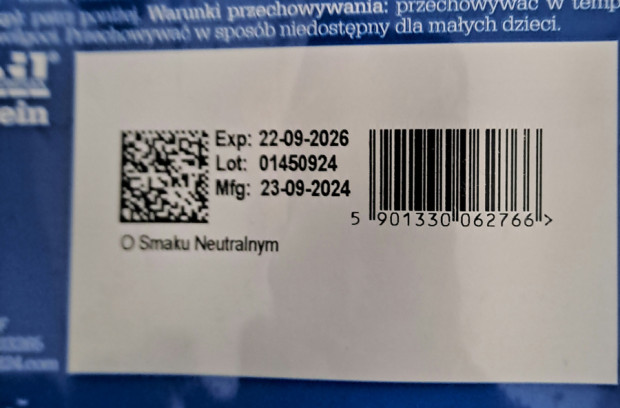 Warunki przechowywania: przechowywać w temp
Przechowywać w sposób niedostępny dla małych dzieci.
ein
Exp: 22-09-2026
Lot: 01450924
Mfg: 23-09-2024
5 901330 062766 >
O Smaku Neutralnym